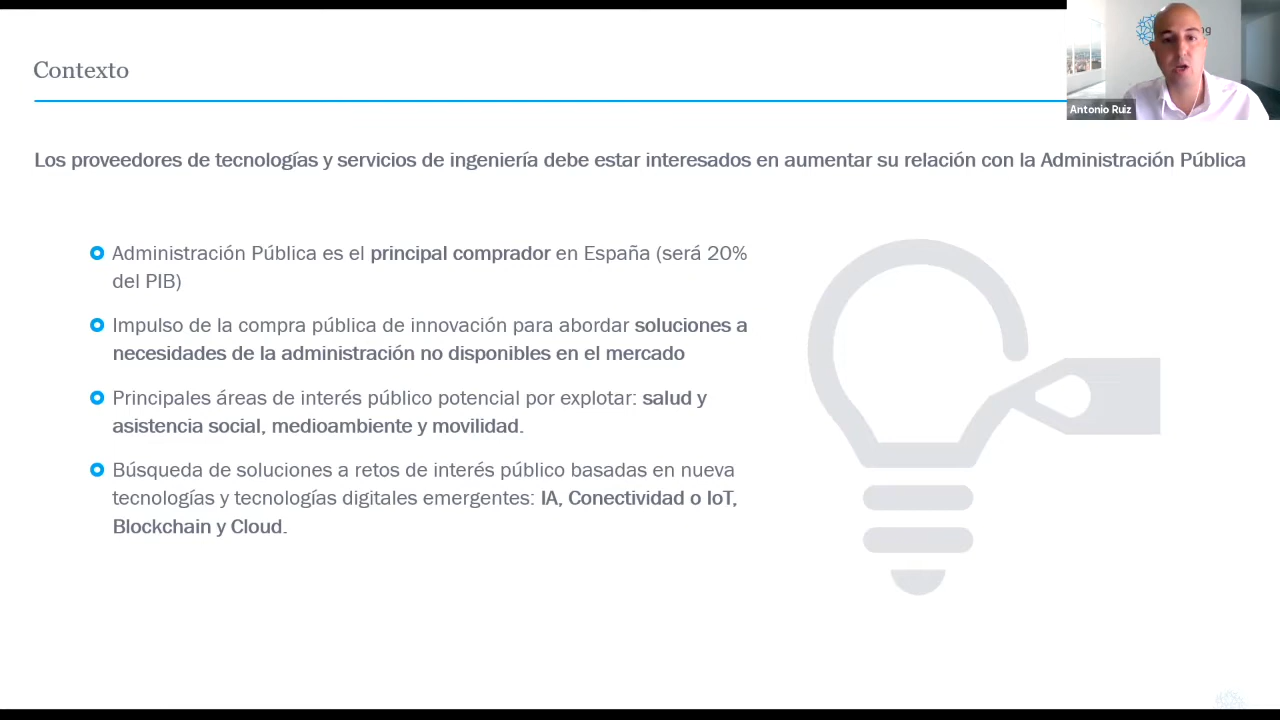 Contexto
Antonio Ruiz
Los proveedores de tecnologías y servicios de ingeniería debe estar interesados en aumentar su relación con la Administración Pública
Administración Pública es el principal comprador en España (será 20%
del PIB)
Impulso de la compra pública de innovación para abordar soluciones a
necesidades de la administración no disponibles en el mercado
Principales áreas de interés público potencial por explotar: salud y
asistencia social, medioambiente y movilidad.
Búsqueda de soluciones a retos de interés público basadas en nueva
tecnologías y tecnologías digitales emergentes: IA, Conectividad o IoT,
Blockchain y Cloud.